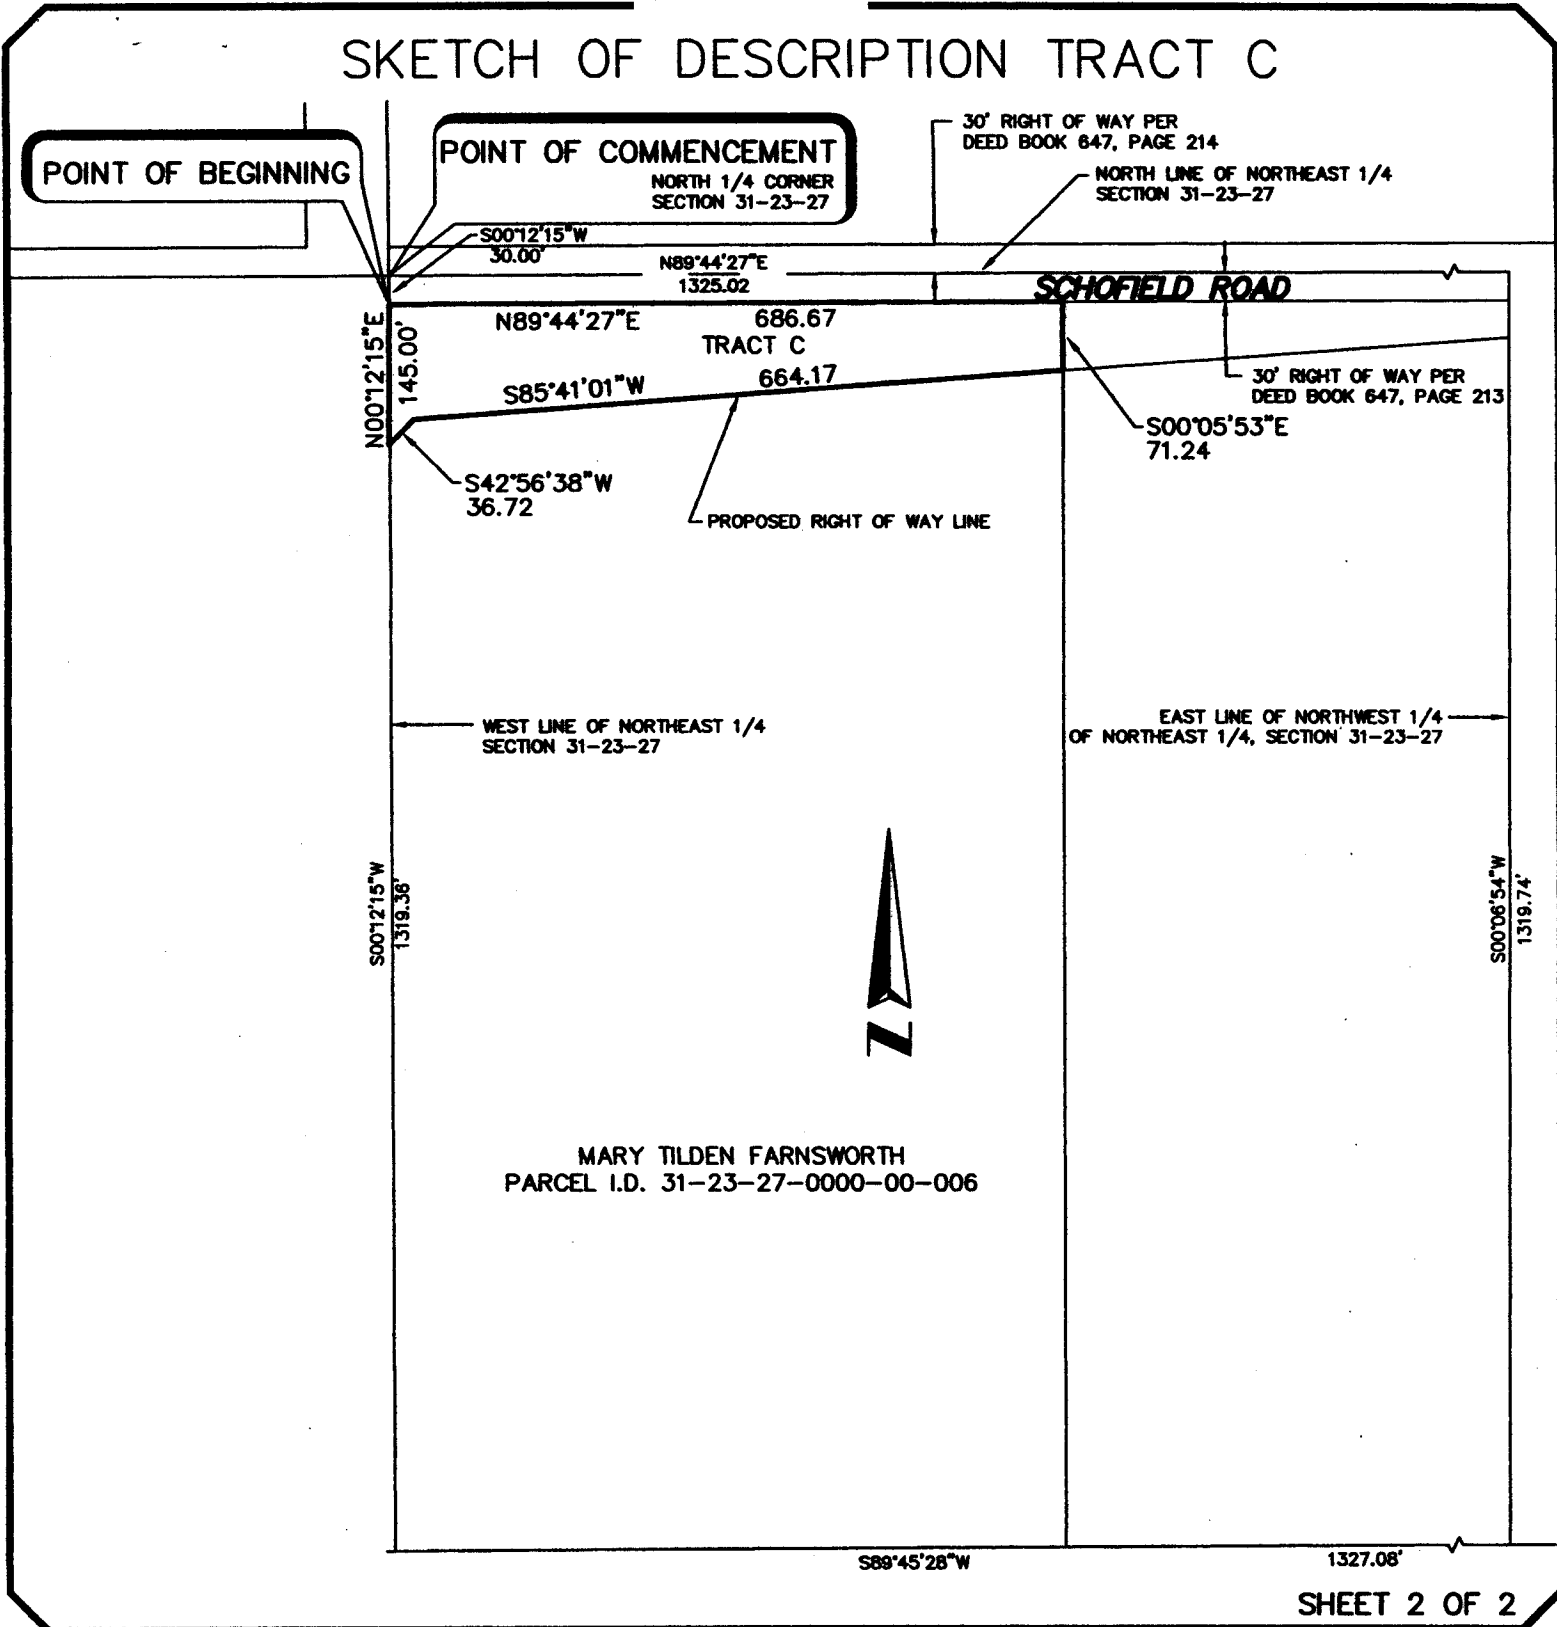 SKETCH OF DESCRIPTION TRACT C
POINT OF BEGINNING
POINT OF COMMENCEMENT
NORTH 1/4 CORNER
SECTION 31-23-27
30' RIGHT OF WAY PER
DEED BOOK 647, PAGE 214
NORTH LINE OF NORTHEAST 1/4
SECTION 31-23-27
S00°12'15"W
30.00'
N89°44'27"E
1325.02
SCHOFIELD ROAD
N89°44'27"E 686.67
TRACT C
S85°41'01"W 664.17
N00°12'15"E
145.00'
30' RIGHT OF WAY PER
DEED BOOK 647, PAGE 213
S00°05'53"E
71.24
S42°56'38"W
36.72
PROPOSED RIGHT OF WAY LINE
WEST LINE OF NORTHEAST 1/4
SECTION 31-23-27
EAST LINE OF NORTHWEST 1/4
OF NORTHEAST 1/4, SECTION 31-23-27
S00°12'15"W
1319.36'
S00°06'54"W
1319.74'
N
MARY TILDEN FARNSWORTH
PARCEL I.D. 31-23-27-0000-00-006
S89°45'28"W 1327.08'
SHEET 2 OF 2